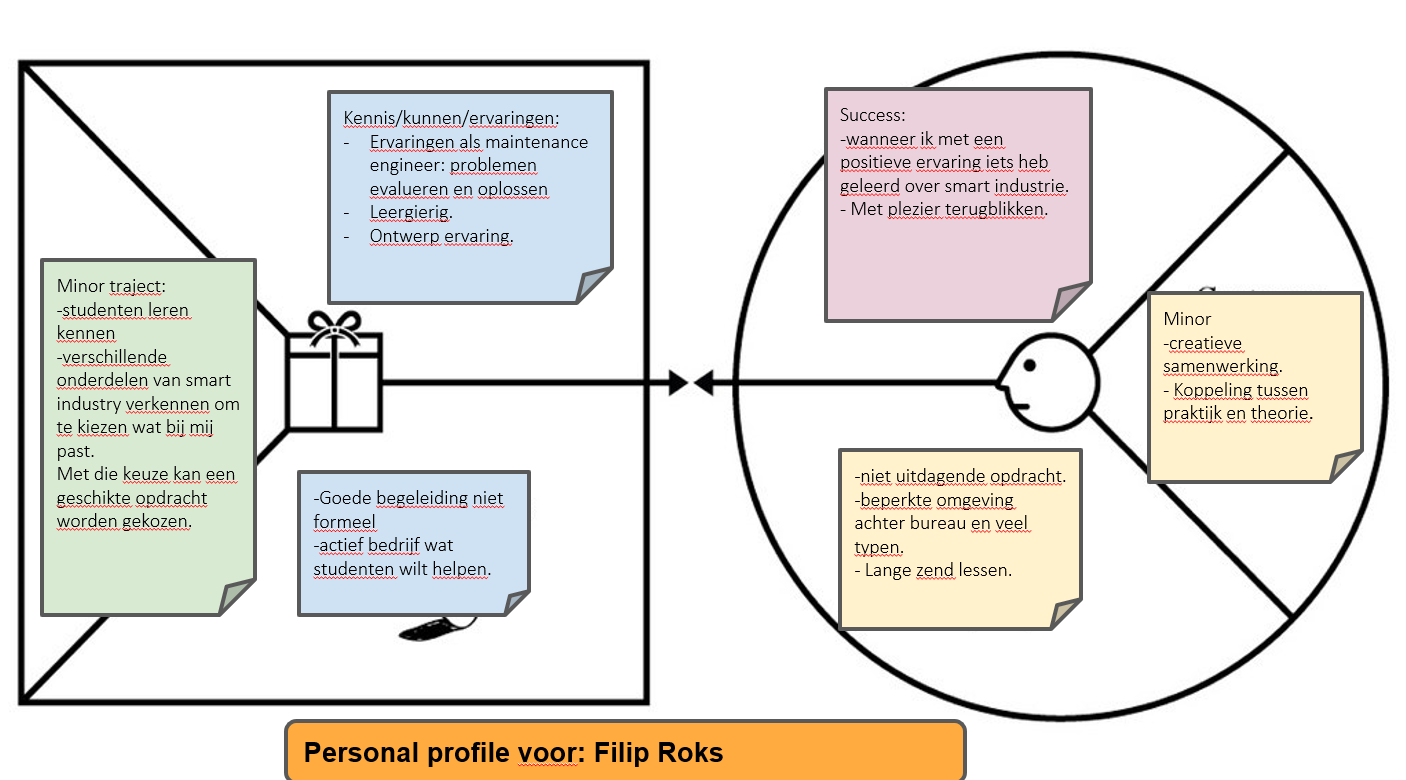 Kennis/kunnen/ervaringen:
- Ervaringen als maintenance
engineer: problemen
evalueren en oplossen
- Leergierig.
- Ontwerp ervaring.
Minor traject:
-studenten leren
kennen
-verschillende
onderdelen van smart
industry verkennen om
te kiezen wat bij mij
past.
Met die keuze kan een
geschikte opdracht
worden gekozen.
-Goede begeleiding niet
formeel
-actief bedrijf wat
studenten wilt helpen.
Success:
-wanneer ik met een
positieve ervaring iets heb
geleerd over smart industrie.
- Met plezier terugblikken.
Minor
-creatieve
samenwerking.
- Koppeling tussen
praktijk en theorie.
-niet uitdagende opdracht.
-beperkte omgeving
achter bureau en veel
typen.
- Lange zend lessen.
Personal profile voor: Filip Roks